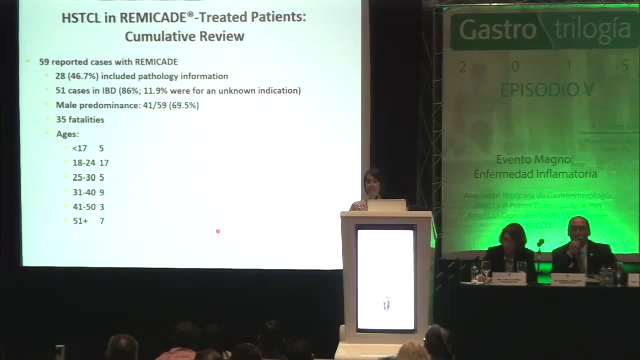 HSTCL in REMICADE®-Treated Patients:
Cumulative Review
59 reported cases with REMICADE
28 (46.7%) included pathology information
51 cases in IBD (86%; 11.9% were for an unknown indication)
Male predominance: 41/59 (69.5%)
35 fatalities
Ages:
<17 5
18-24 17
25-30 5
31-40 9
41-50 3
51+ 7
Gastro trilogía
2 0 1 5
EPISODIO V
Evento Magno:
Enfermedad Inflamatoria